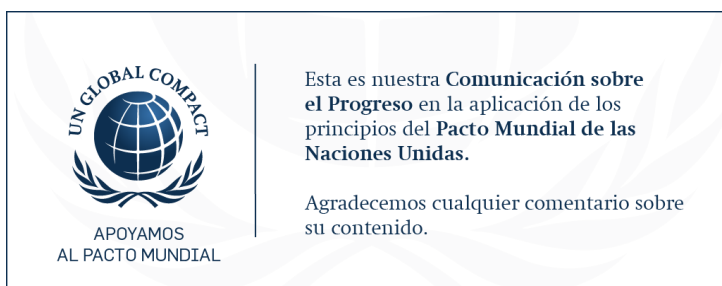 UN GLOBAL COMPACT
APOYAMOS
AL PACTO MUNDIAL
Esta es nuestra Comunicación sobre
el Progreso en la aplicación de los
principios del Pacto Mundial de las
Naciones Unidas.
Agradecemos cualquier comentario sobre
su contenido.